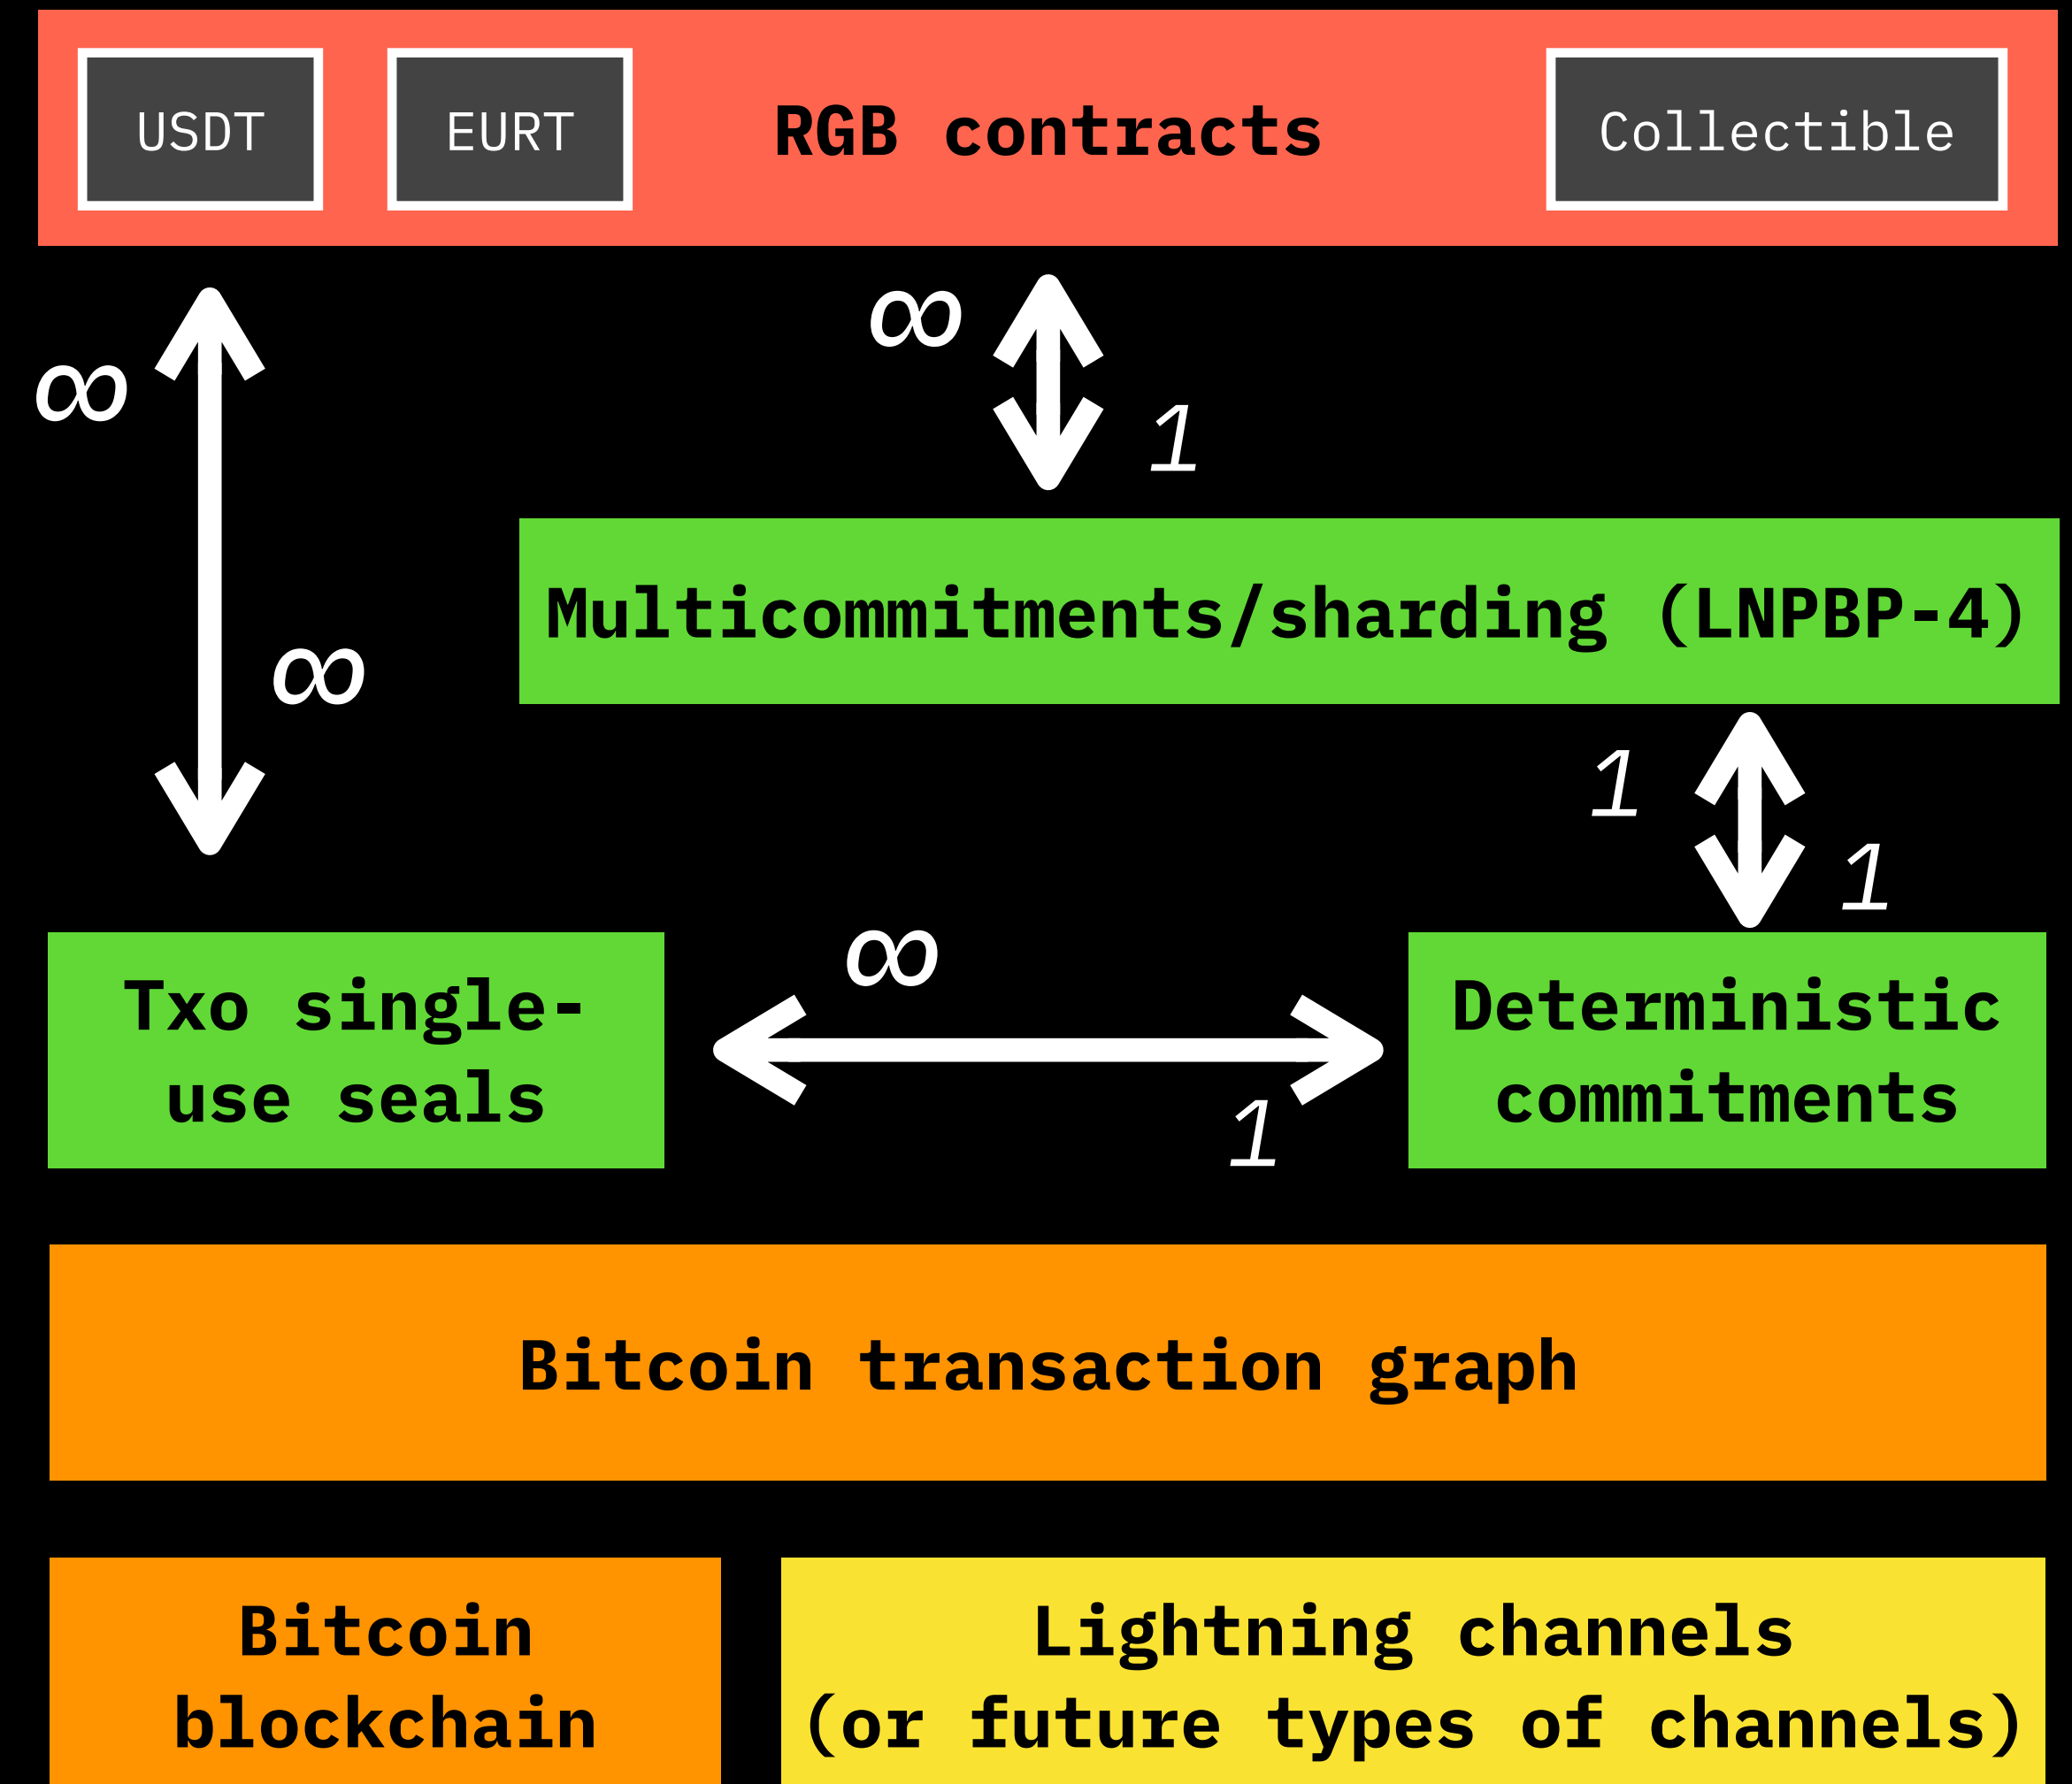 USDT
EURT
RGB contracts
Collectible
∞
∞
1
∞
Multicommitments/sharding (LNPBP-4)
1
1
Txo single-
use seals
∞
1
Deterministic
commitments
Bitcoin transaction graph
Bitcoin
blockchain
Lightning channels
(or future types of channels)